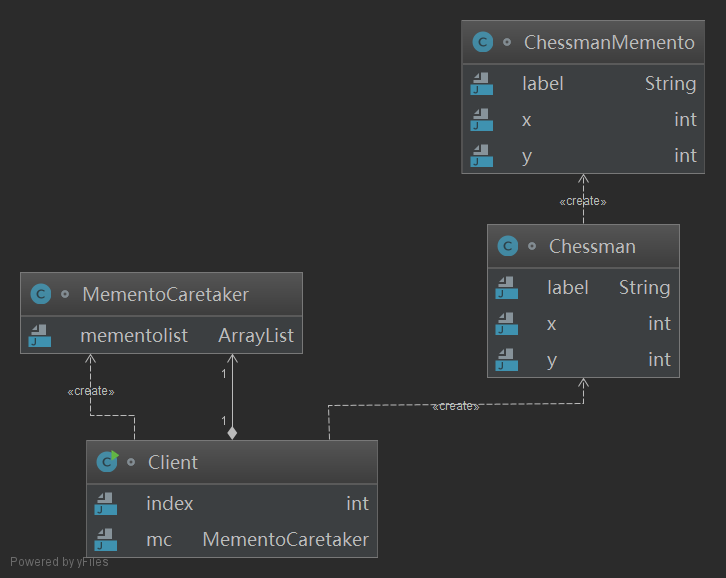 ChessmanMemento
label String
x int
y int
«create»
Chessman
label String
x int
y int
MementoCaretaker
mementolist ArrayList
«create»
1
1
«create»
Client
index int
mc MementoCaretaker
Powered by yFiles